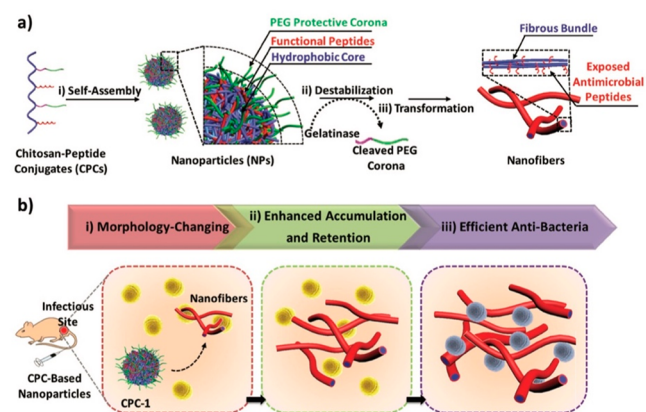 a)
PEG Protective Corona
Functional Peptides
Hydrophobic Core
i) Self-Assembly
ii) Destabilization
iii) Transformation
Gelatinase
Cleaved PEG
Corona
Chitosan-Peptide
Conjugates (CPCs)
Nanoparticles (NPs)
Fibrous Bundle
Exposed
Antimicrobial
Peptides
Nanofibers
b)
i) Morphology-Changing
ii) Enhanced Accumulation
and Retention
iii) Efficient Anti-Bacteria
Infectious
Site
CPC-Based
Nanoparticles
Nanofibers
CPC-1